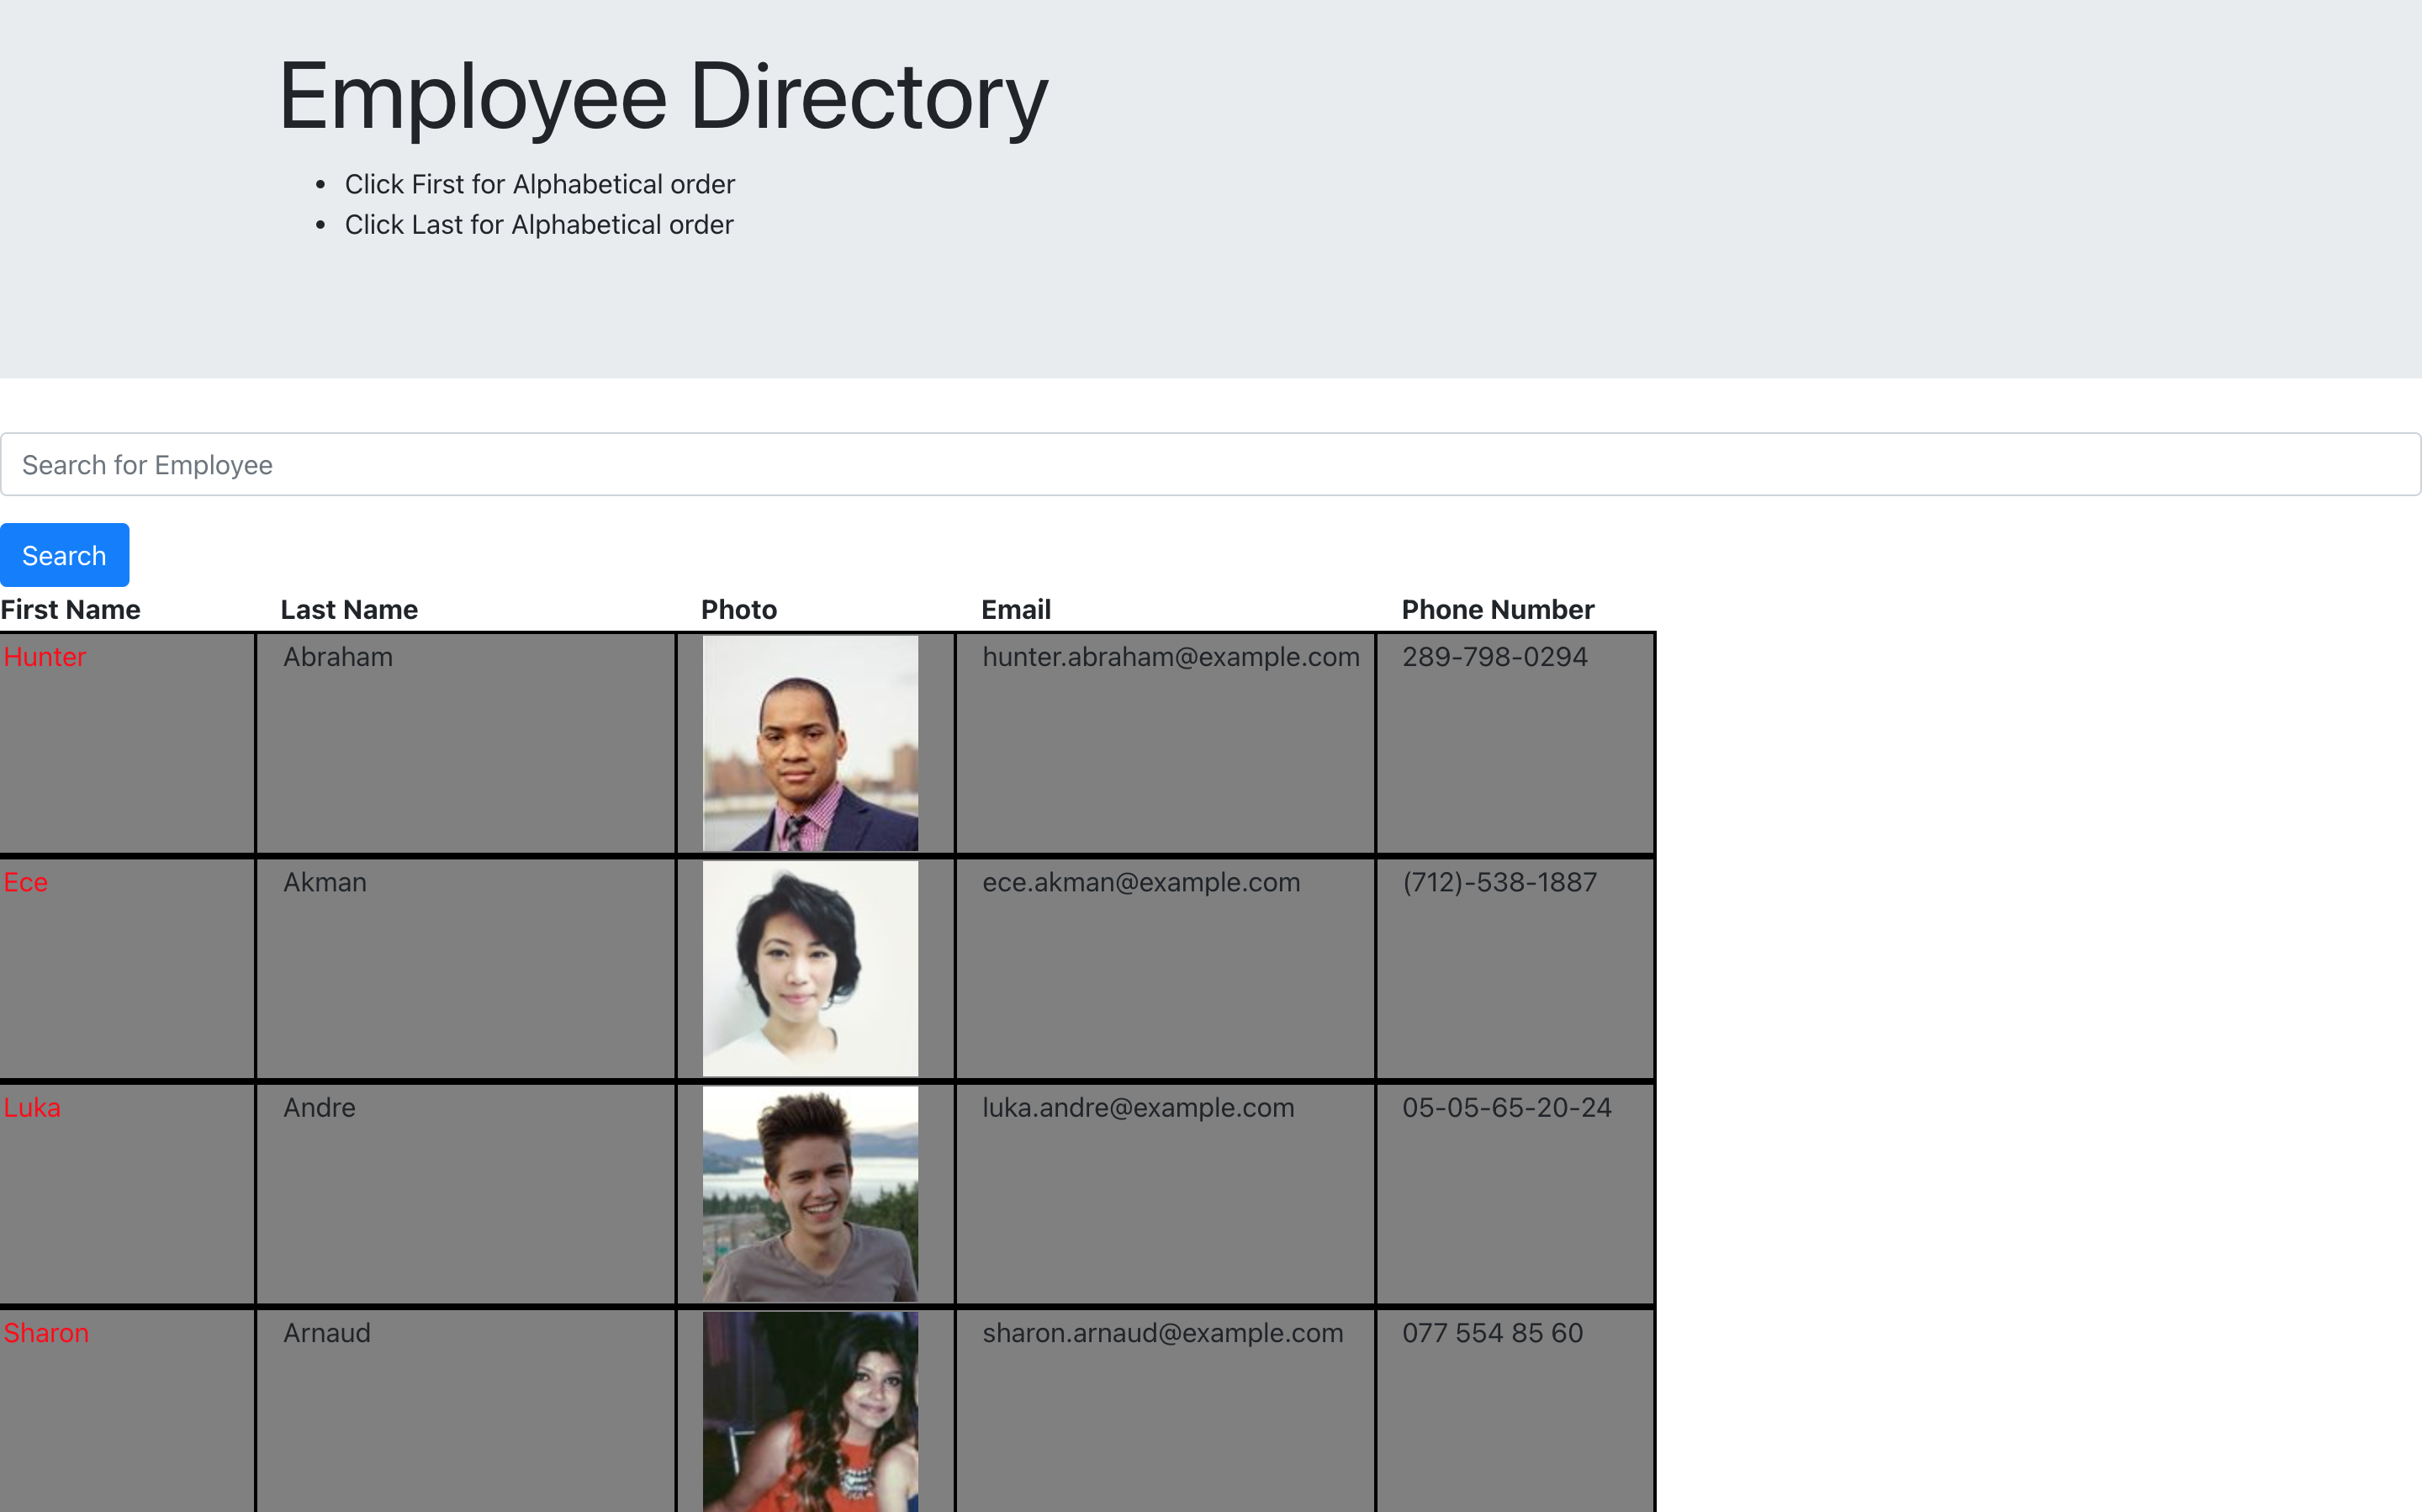 Employee Directory
Click First for Alphabetical order
Click Last for Alphabetical order
Search for Employee
Search
First Name Last Name Photo Email Phone Number
Hunter Abraham hunter.abraham@example.com 289-798-0294
Ece Akman ece.akman@example.com (712)-538-1887
Luka Andre luka.andre@example.com 05-05-65-20-24
Sharon Arnaud sharon.arnaud@example.com 077 554 85 60